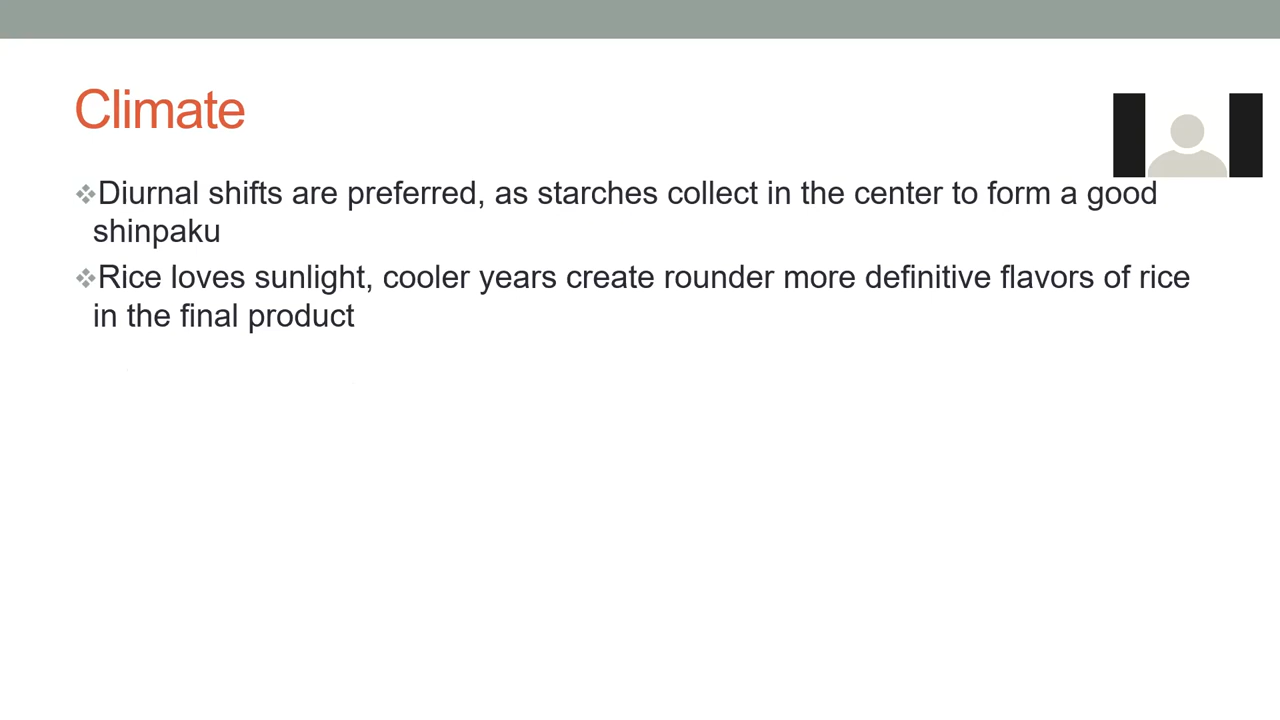 Climate
❖Diurnal shifts are preferred, as starches collect in the center to form a good
shinpaku
❖Rice loves sunlight, cooler years create rounder more definitive flavors of rice
in the final product